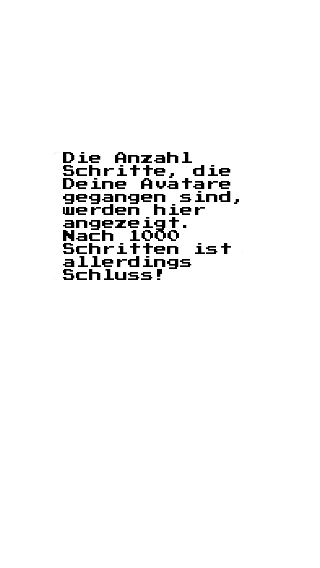 Die Anzahl
Schritte, die
Deine Avatare
gegangen sind,
werden hier
angezeigt.
Nach 1000
Schritten ist
allerdings
Schluss!